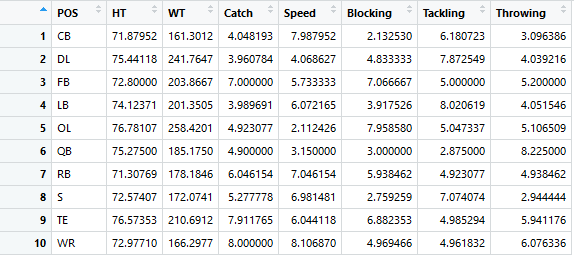 POS HT WT Catch Speed Blocking Tackling Throwing
1 CB 71.87952 161.3012 4.048193 7.987952 2.132530 6.180723 3.096386
2 DL 75.44118 241.7647 3.960784 4.068627 4.833333 7.872549 4.039216
3 FB 72.80000 203.8667 7.000000 5.733333 7.066667 5.000000 5.200000
4 LB 74.12371 201.3505 3.989691 6.072165 3.917526 8.020619 4.051546
5 OL 76.78107 258.4201 4.923077 2.112426 7.958580 5.047337 5.106509
6 QB 75.27500 185.1750 4.900000 3.150000 3.000000 2.875000 8.225000
7 RB 71.30769 178.1846 6.046154 7.046154 5.938462 4.923077 4.938462
8 S 72.57407 172.0741 5.277778 6.981481 2.759259 7.074074 2.944444
9 TE 76.57353 210.6912 7.911765 6.044118 6.882353 4.985294 5.941176
10 WR 72.97710 166.2977 8.000000 8.106870 4.969466 4.961832 6.076336